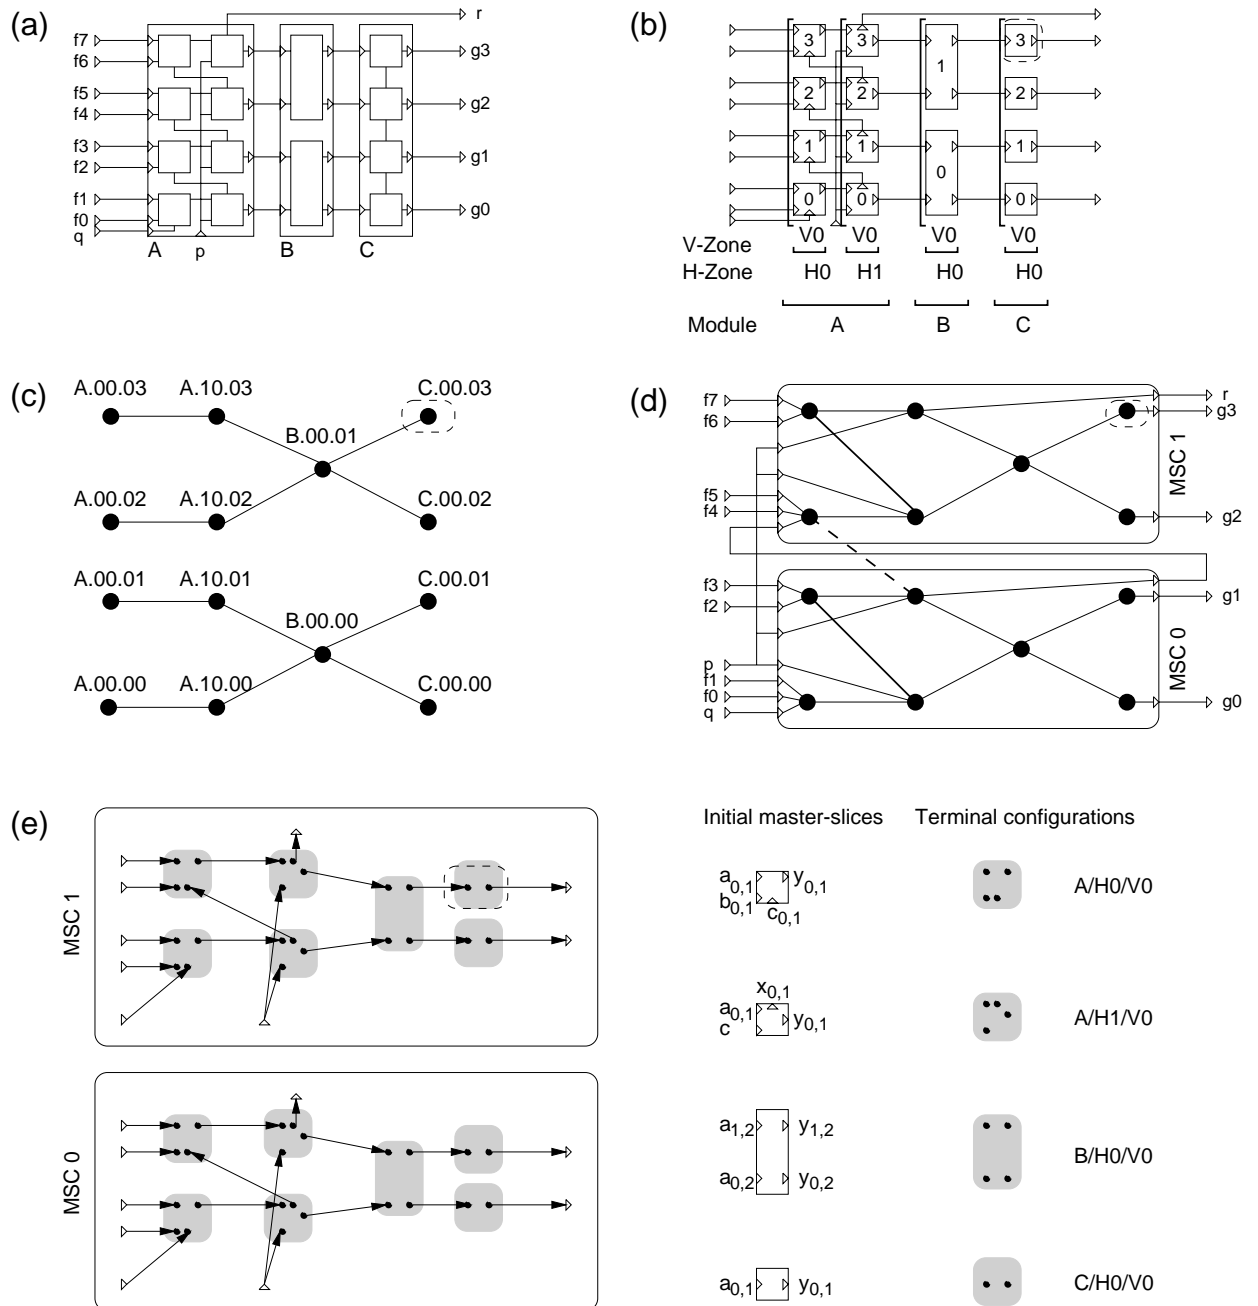 (a)
r
f7
f6
g3
f5
f4
g2
f3
f2
g1
f1
f0
q
g0
A
p
B
C
(b)
3 3 3
1
2 2 2
1 1 1
0
0 0 0
V-Zone V0 V0 V0 V0
H-Zone H0 H1 H0 H0
Module A B C
(c)
A.00.03 A.10.03 C.00.03
B.00.01
A.00.02 A.10.02 C.00.02
A.00.01 A.10.01 C.00.01
B.00.00
A.00.00 A.10.00 C.00.00
(d)
f7
f6
r
g3
MSC 1
f5
f4
g2
f3
f2
g1
MSC 0
p
f1
f0
q
g0
(e)
MSC 1
MSC 0
Initial master-slices Terminal configurations
a0,1 y0,1
b0,1
c0,1
A/H0/V0
x0,1
a0,1
c
y0,1
A/H1/V0
a1,2 y1,2
a0,2 y0,2
B/H0/V0
a0,1 y0,1
C/H0/V0